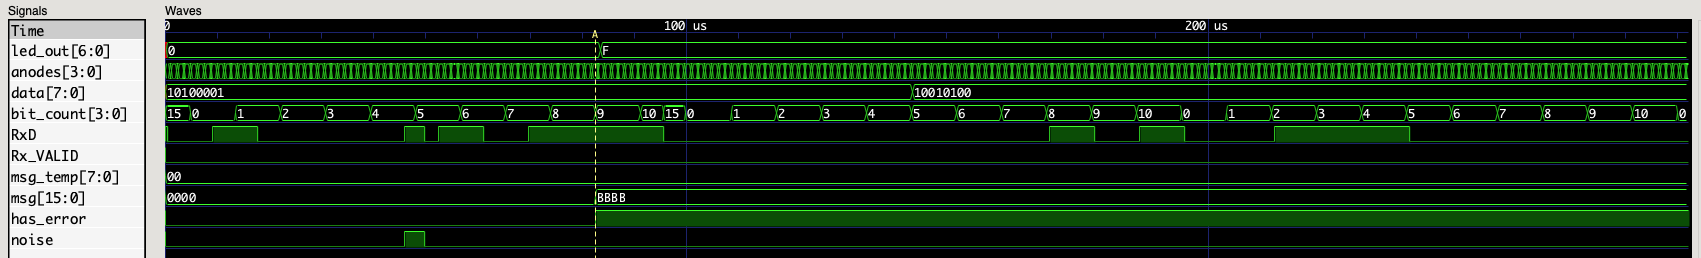 Signals Waves
Time 0 100 us 200 us
A
led_out[6:0] 0 F
anodes[3:0]
data[7:0] 10100001 10010100
bit_count[3:0] 15 0 1 2 3 4 5 6 7 8 9 10 15 0 1 2 3 4 5 6 7 8 9 10 0 1 2 3 4 5 6 7 8 9 10 0
RxD
Rx_VALID
msg_temp[7:0] 00
msg[15:0] 0000 BBBB
has_error
noise